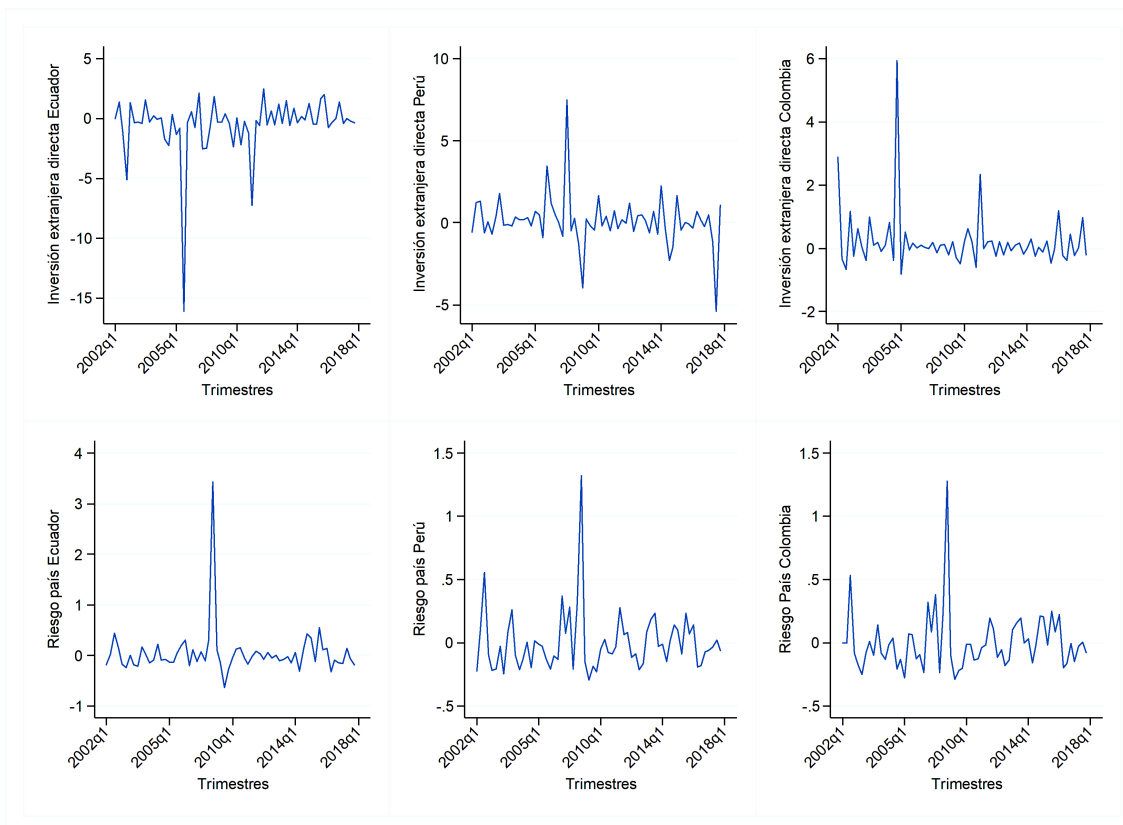 Inversión extranjera directa Ecuador
5
0
-5
-10
-15
2002q1
2005q1
2010q1
2014q1
2018q1
Trimestres
Inversión extranjera directa Perú
10
5
0
-5
2002q1
2005q1
2010q1
2014q1
2018q1
Trimestres
Inversión extranjera directa Colombia
6
4
2
0
-2
2002q1
2005q1
2010q1
2014q1
2018q1
Trimestres
Riesgo país Ecuador
4
3
2
1
0
-1
2002q1
2005q1
2010q1
2014q1
2018q1
Trimestres
Riesgo país Perú
1.5
1
.5
0
-.5
2002q1
2005q1
2010q1
2014q1
2018q1
Trimestres
Riesgo País Colombia
1.5
1
.5
0
-.5
2002q1
2005q1
2010q1
2014q1
2018q1
Trimestres